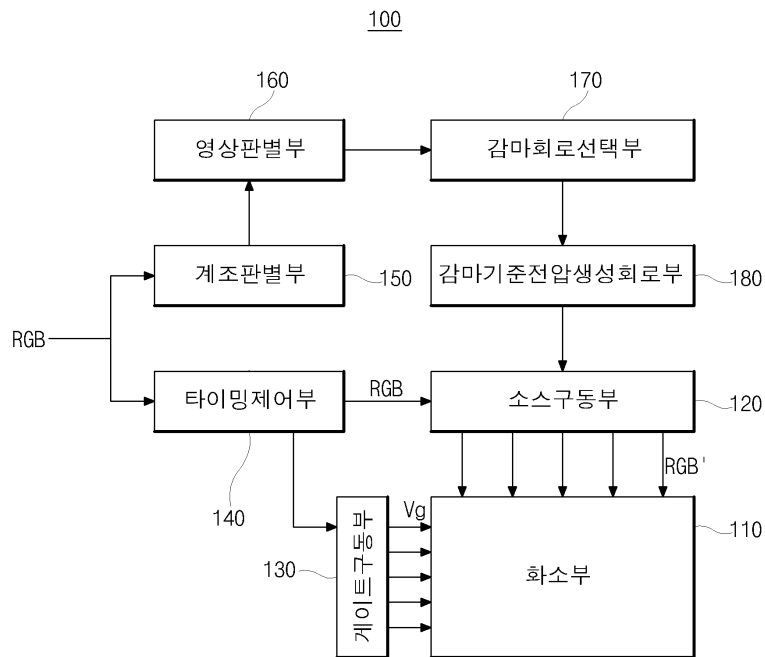 100
160
170
영상판별부
감마회로선택부
계조판별부
150
감마기준전압생성회로부
180
RGB
타이밍제어부
RGB
소스구동부
120
140
RGB'
130
게이트구동부
Vg
화소부
110